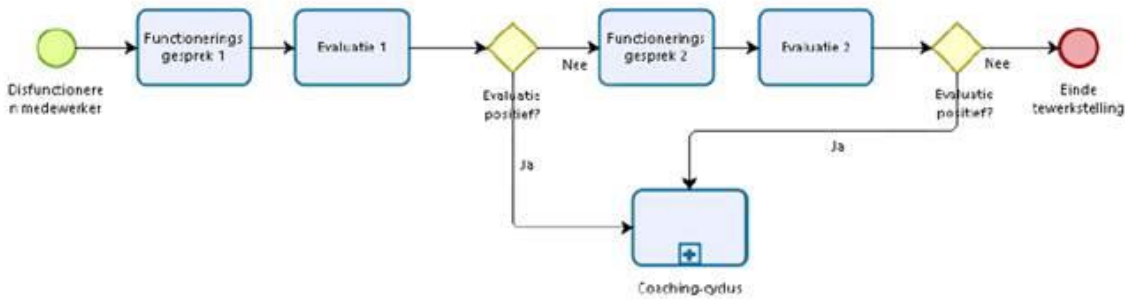 Disfunctionere
n medewerker
Functionerings
gesprek 1
Evaluatie 1
Evaluatie
positief?
Nee
Ja
Functionerings
gesprek 2
Evaluatie 2
Evaluatie
positief?
Nee
Ja
Einde
tewerkstelling
Coaching-cyclus